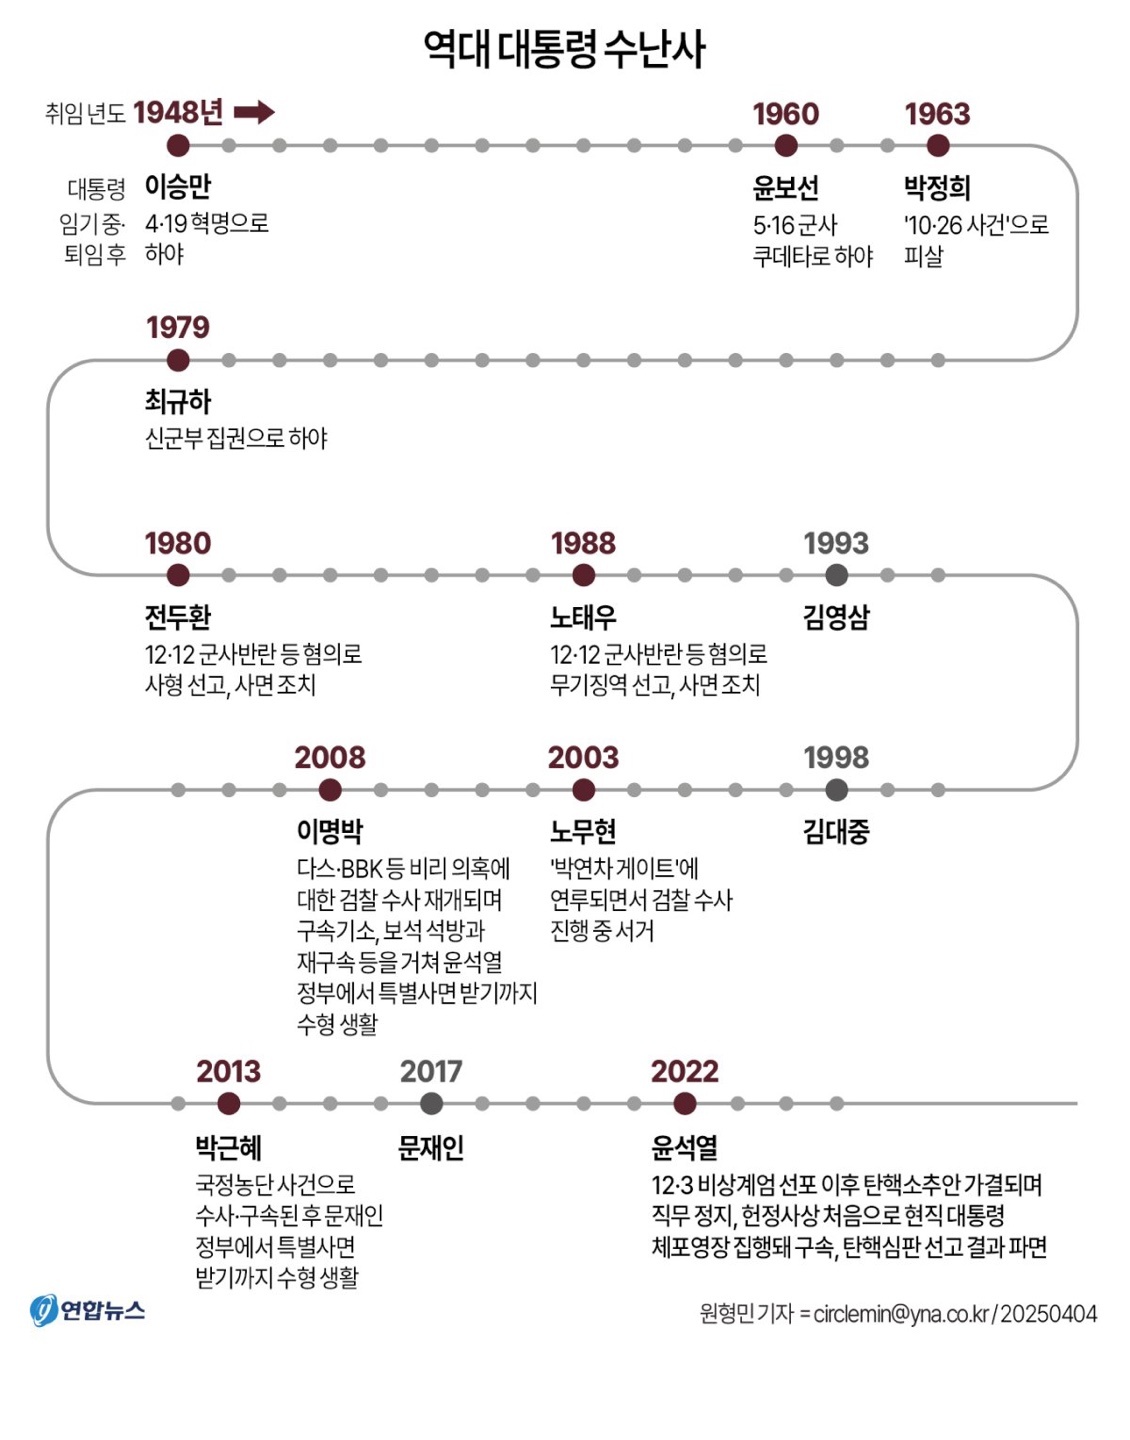 역대 대통령 수난사
취임 년도 1948년
1960
1963
대통령 이승만
윤보선
박정희
임기 중·
퇴임 후
4·19 혁명으로
하야
5·16 군사
쿠데타로 하야
'10·26 사건'으로
피살
1979
최규하
신군부 집권으로 하야
1980
1988
1993
전두환
12·12 군사반란 등 혐의로
사형 선고, 사면 조치
노태우
12·12 군사반란 등 혐의로
무기징역 선고, 사면 조치
김영삼
2008
2003
1998
이명박
다스·BBK 등 비리 의혹에
대한 검찰 수사 재개되며
구속기소, 보석 석방과
재구속 등을 거쳐 윤석열
정부에서 특별사면 받기까지
수형 생활
노무현
'박연차 게이트'에
연루되면서 검찰 수사
진행 중 서거
김대중
2013
2017
2022
박근혜
국정농단 사건으로
수사·구속된 후 문재인
정부에서 특별사면
받기까지 수형 생활
문재인
윤석열
12·3 비상계엄 선포 이후 탄핵소추안 가결되며
직무 정지, 헌정사상 처음으로 현직 대통령
체포영장 집행돼 구속, 탄핵심판 선고 결과 파면
연합뉴스
원형민 기자 = circlemin@yna.co.kr / 20250404